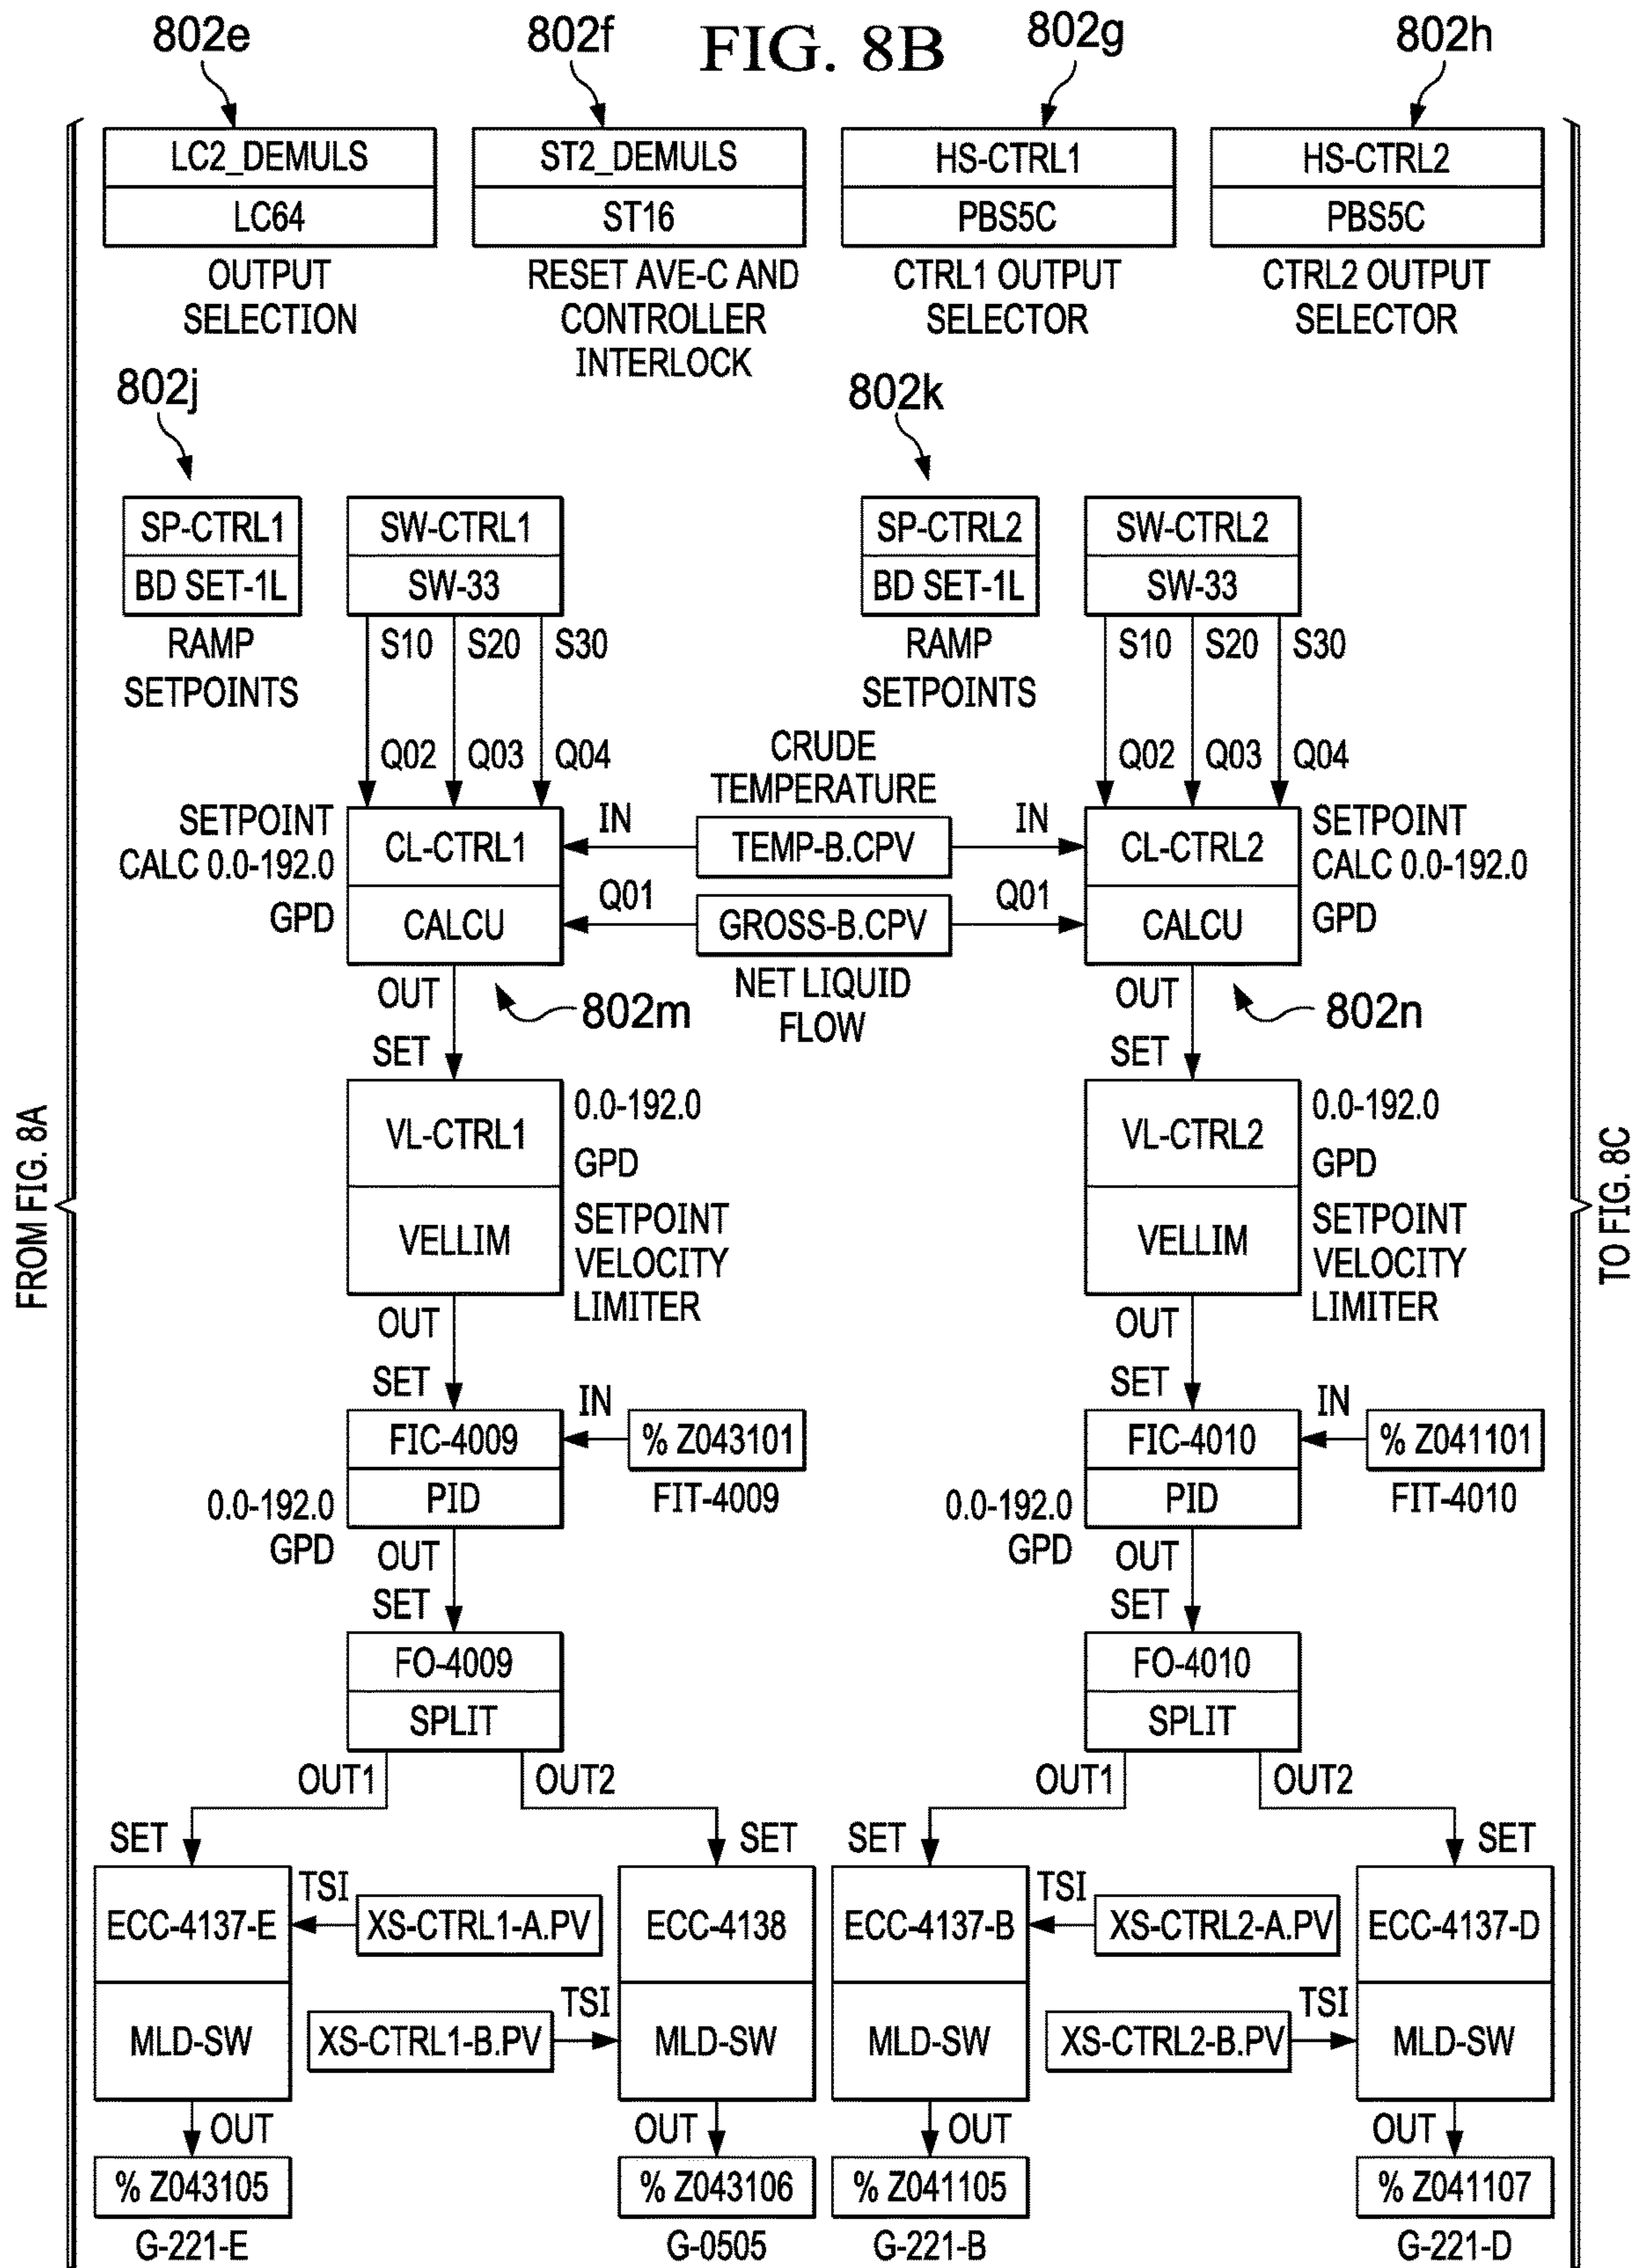 802e
802f
FIG. 8B
802g
802h
LC2_DEMULS
LC64
OUTPUT
SELECTION
ST2_DEMULS
ST16
RESET AVE-C AND
CONTROLLER
INTERLOCK
HS-CTRL1
PBS5C
CTRL1 OUTPUT
SELECTOR
HS-CTRL2
PBS5C
CTRL2 OUTPUT
SELECTOR
802j
802k
SP-CTRL1
BD SET-1L
RAMP
SETPOINTS
SW-CTRL1
SW-33
S10 S20 S30
Q02 Q03 Q04
SP-CTRL2
BD SET-1L
RAMP
SETPOINTS
SW-CTRL2
SW-33
S10 S20 S30
Q02 Q03 Q04
CRUDE
TEMPERATURE
SETPOINT
CALC 0.0-192.0
GPD
CL-CTRL1
CALCU
IN
TEMP-B.CPV
IN
Q01
GROSS-B.CPV
Q01
NET LIQUID
FLOW
CL-CTRL2
CALCU
SETPOINT
CALC 0.0-192.0
GPD
OUT
802m
SET
OUT
802n
SET
FROM FIG. 8A
TO FIG. 8C
VL-CTRL1
VELLIM
0.0-192.0
GPD
SETPOINT
VELOCITY
LIMITER
OUT
SET
VL-CTRL2
VELLIM
0.0-192.0
GPD
SETPOINT
VELOCITY
LIMITER
OUT
SET
FIC-4009
PID
IN
% Z043101
FIT-4009
0.0-192.0
GPD
OUT
SET
FIC-4010
PID
IN
% Z041101
FIT-4010
0.0-192.0
GPD
OUT
SET
FO-4009
SPLIT
OUT1
OUT2
FO-4010
SPLIT
OUT1
OUT2
SET
SET
SET
SET
ECC-4137-E
MLD-SW
TSI
XS-CTRL1-A.PV
TSI
XS-CTRL1-B.PV
ECC-4138
MLD-SW
ECC-4137-B
MLD-SW
TSI
XS-CTRL2-A.PV
TSI
XS-CTRL2-B.PV
ECC-4137-D
MLD-SW
OUT
OUT
OUT
OUT
% Z043105
% Z043106
% Z041105
% Z041107
G-221-E
G-0505
G-221-B
G-221-D